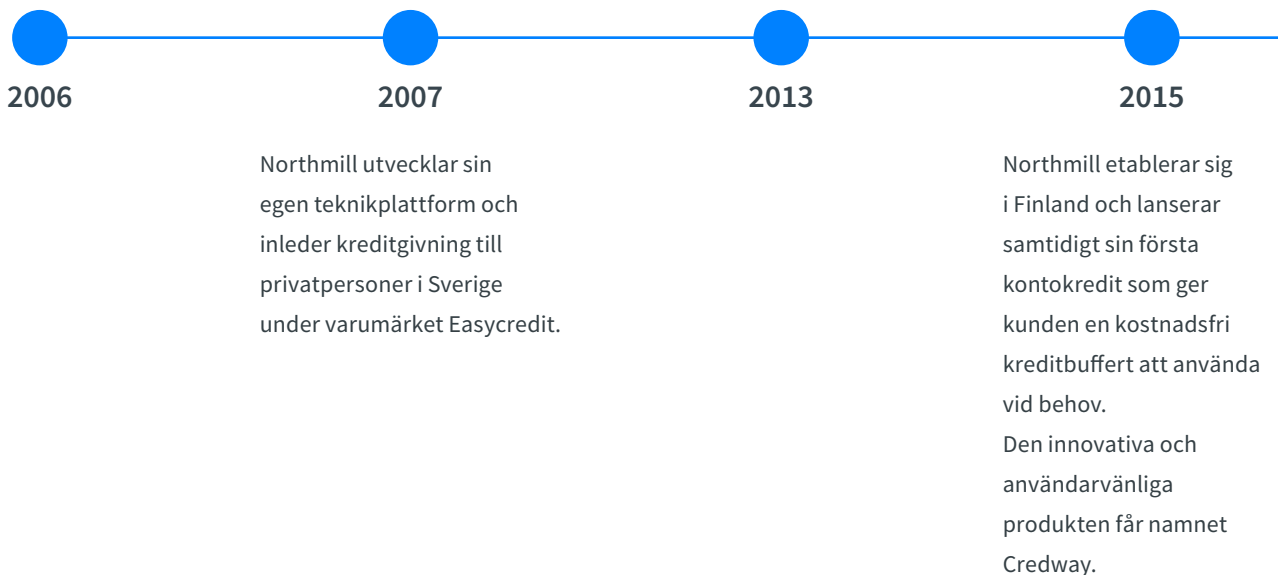 2006
2007
Northmill utvecklar sin
egen teknikplattform och
inleder kreditgivning till
privatpersoner i Sverige
under varumärket Easycredit.
2013
2015
Northmill etablerar sig
i Finland och lanserar
samtidigt sin första
kontokredit som ger
kunden en kostnadsfri
kreditbuffert att använda
vid behov.
Den innovativa och
användarvänliga
produkten får namnet
Credway.